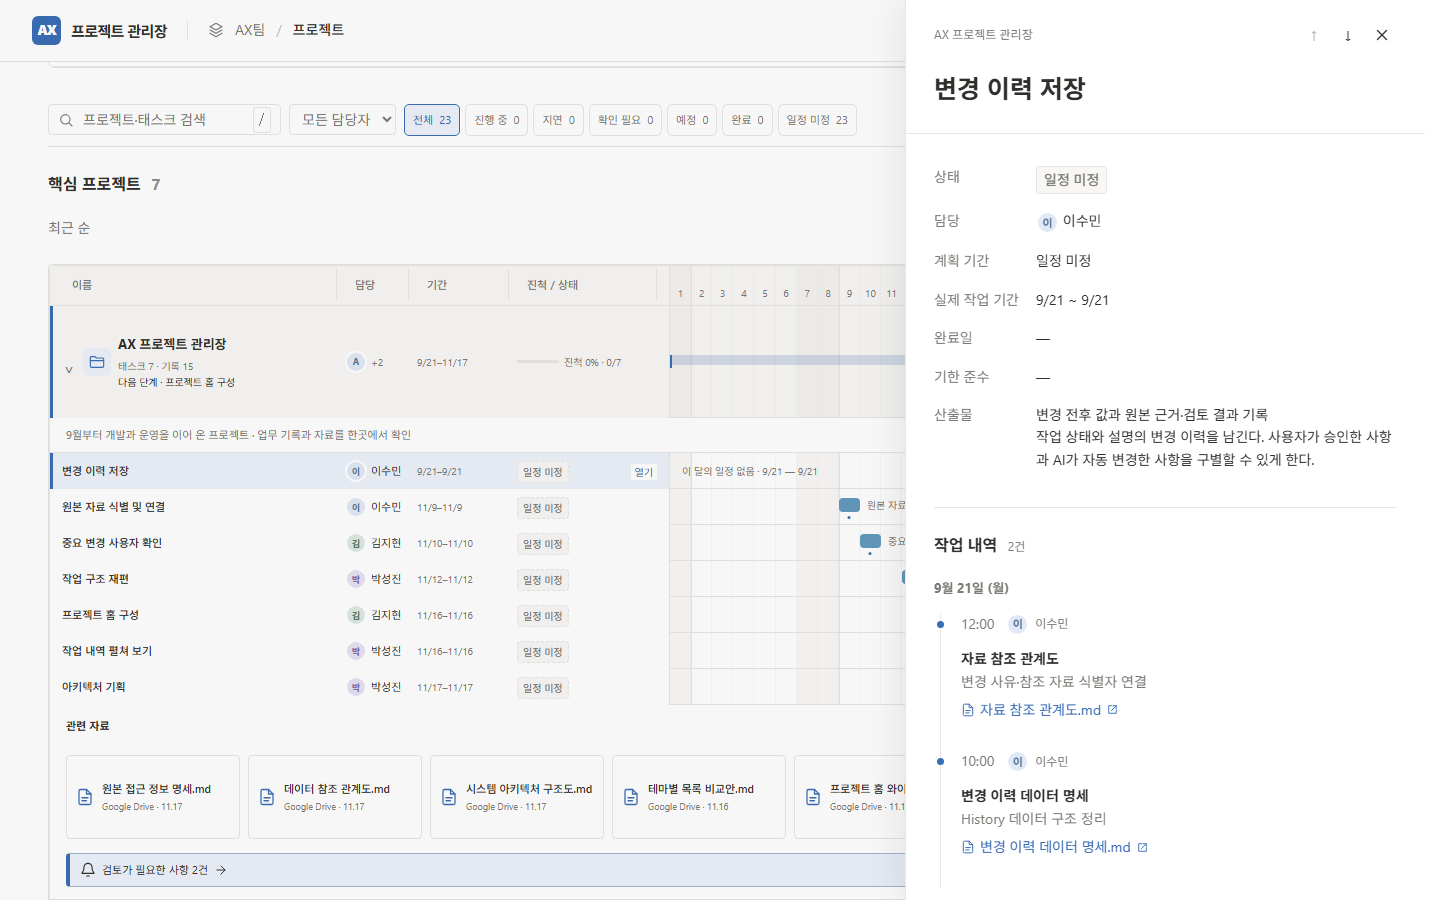 AX 프로젝트 관리장 AX팀 / 프로젝트
프로젝트·태스크 검색 / 모든 담당자 전체 23 진행 중 0 지연 0 확인 필요 0 예정 0 완료 0 일정 미정 23
핵심 프로젝트 7
최근 순
이름 담당 기간 진척 / 상태 1 2 3 4 5 6 7 8 9 10 11
AX 프로젝트 관리장
태스크 7 · 기록 15
다음 단계 · 프로젝트 홈 구성
A +2 9/21–11/17 진척 0% · 0/7
9월부터 개발과 운영을 이어 온 프로젝트 · 업무 기록과 자료를 한곳에서 확인
변경 이력 저장 이 이수민 9/21–9/21 일정 미정 열기 이 달의 일정 없음 · 9/21 — 9/21
원본 자료 식별 및 연결 이 이수민 11/9–11/9 일정 미정 원본 자료
중요 변경 사용자 확인 김 김지현 11/10–11/10 일정 미정 중요
작업 구조 재편 박 박성진 11/12–11/12 일정 미정
프로젝트 홈 구성 김 김지현 11/16–11/16 일정 미정
작업 내역 펼쳐 보기 박 박성진 11/16–11/16 일정 미정
아키텍처 기획 박 박성진 11/17–11/17 일정 미정
관련 자료
원본 접근 정보 명세.md
Google Drive · 11.17
데이터 참조 관계도.md
Google Drive · 11.17
시스템 아키텍처 구조도.md
Google Drive · 11.17
테마별 목록 비교안.md
Google Drive · 11.16
프로젝트 홈 와이
Google Drive · 11.1
검토가 필요한 사항 2건 →
AX 프로젝트 관리장 ↑ ↓
변경 이력 저장
상태 일정 미정
담당 이 이수민
계획 기간 일정 미정
실제 작업 기간 9/21 ~ 9/21
완료일 —
기한 준수 —
산출물 변경 전후 값과 원본 근거·검토 결과 기록
작업 상태와 설명의 변경 이력을 남긴다. 사용자가 승인한 사항
과 AI가 자동 변경한 사항을 구별할 수 있게 한다.
작업 내역 2건
9월 21일 (월)
12:00 이 이수민
자료 참조 관계도
변경 사유·참조 자료 식별자 연결
자료 참조 관계도.md
10:00 이 이수민
변경 이력 데이터 명세
History 데이터 구조 정리
변경 이력 데이터 명세.md